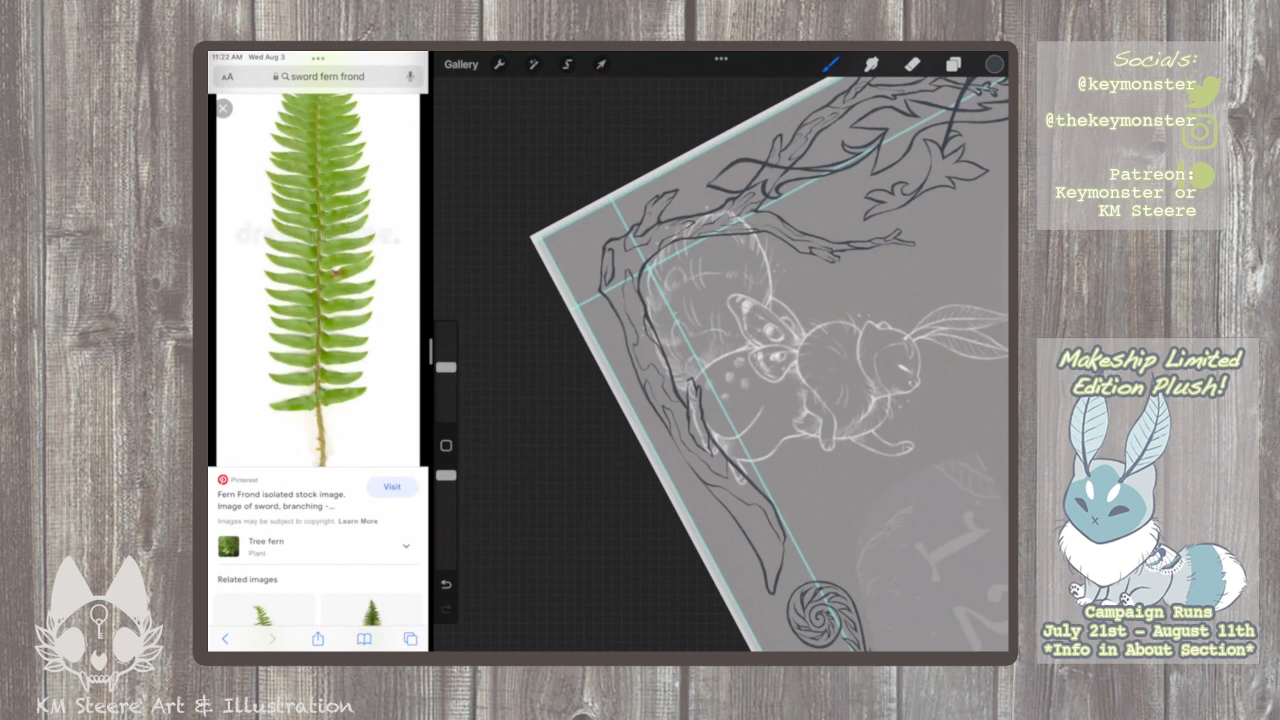 11:22 AM Wed Aug 3
AA sword fern frond
Gallery
Pinterest
Fern Frond isolated stock image.
Image of sword, branching -...
Visit
Images may be subject to copyright. Learn More
Tree fern
Plant
Related images
Socials:
@keymonster
@thekeymonster
Patreon:
Keymonster or
KM Steere
Makeship Limited
Edition Plush!
Campaign Runs
July 21st - August 11th
*Info in About Section*
KM Steere Art & Illustration